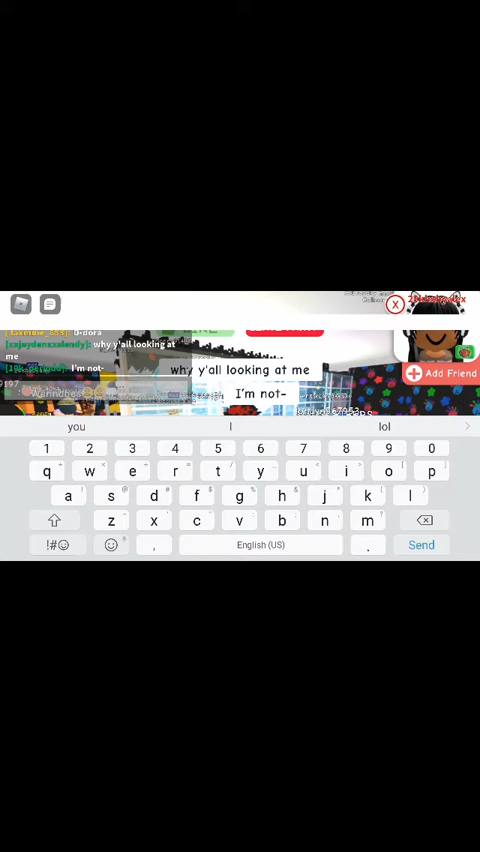 [Jaxmine_853]: D-dora
why y'all looking at
me
I'm not-
why y'all looking at me
I'm not-
Add Friend
X
you I lol
1 2 3 4 5 6 7 8 9 0
q w e r t y u i o p
a s d f g h j k l
z x c v b n m
!#☺ , English (US) . Send